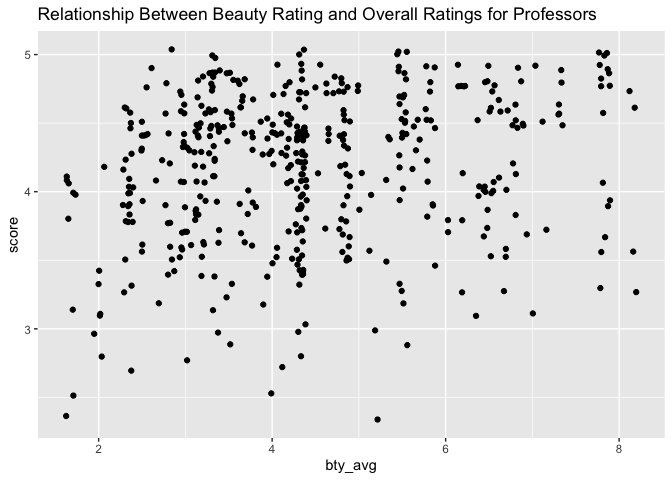 Relationship Between Beauty Rating and Overall Ratings for Professors
5
4
3
score
2 4 6 8
bty_avg